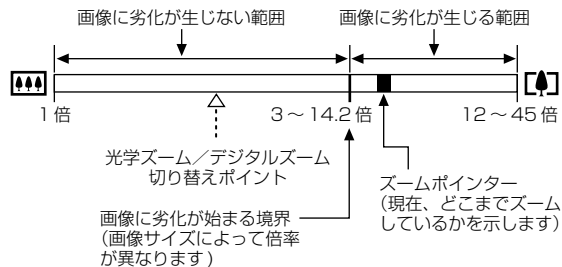 画像に劣化が生じない範囲
画像に劣化が生じる範囲
1倍
3～14.2倍
12～45倍
光学ズーム／デジタルズーム
切り替えポイント
ズームポインター
（現在、どこまでズーム
しているかを示します）
画像に劣化が始まる境界
（画像サイズによって倍率
が異なります）